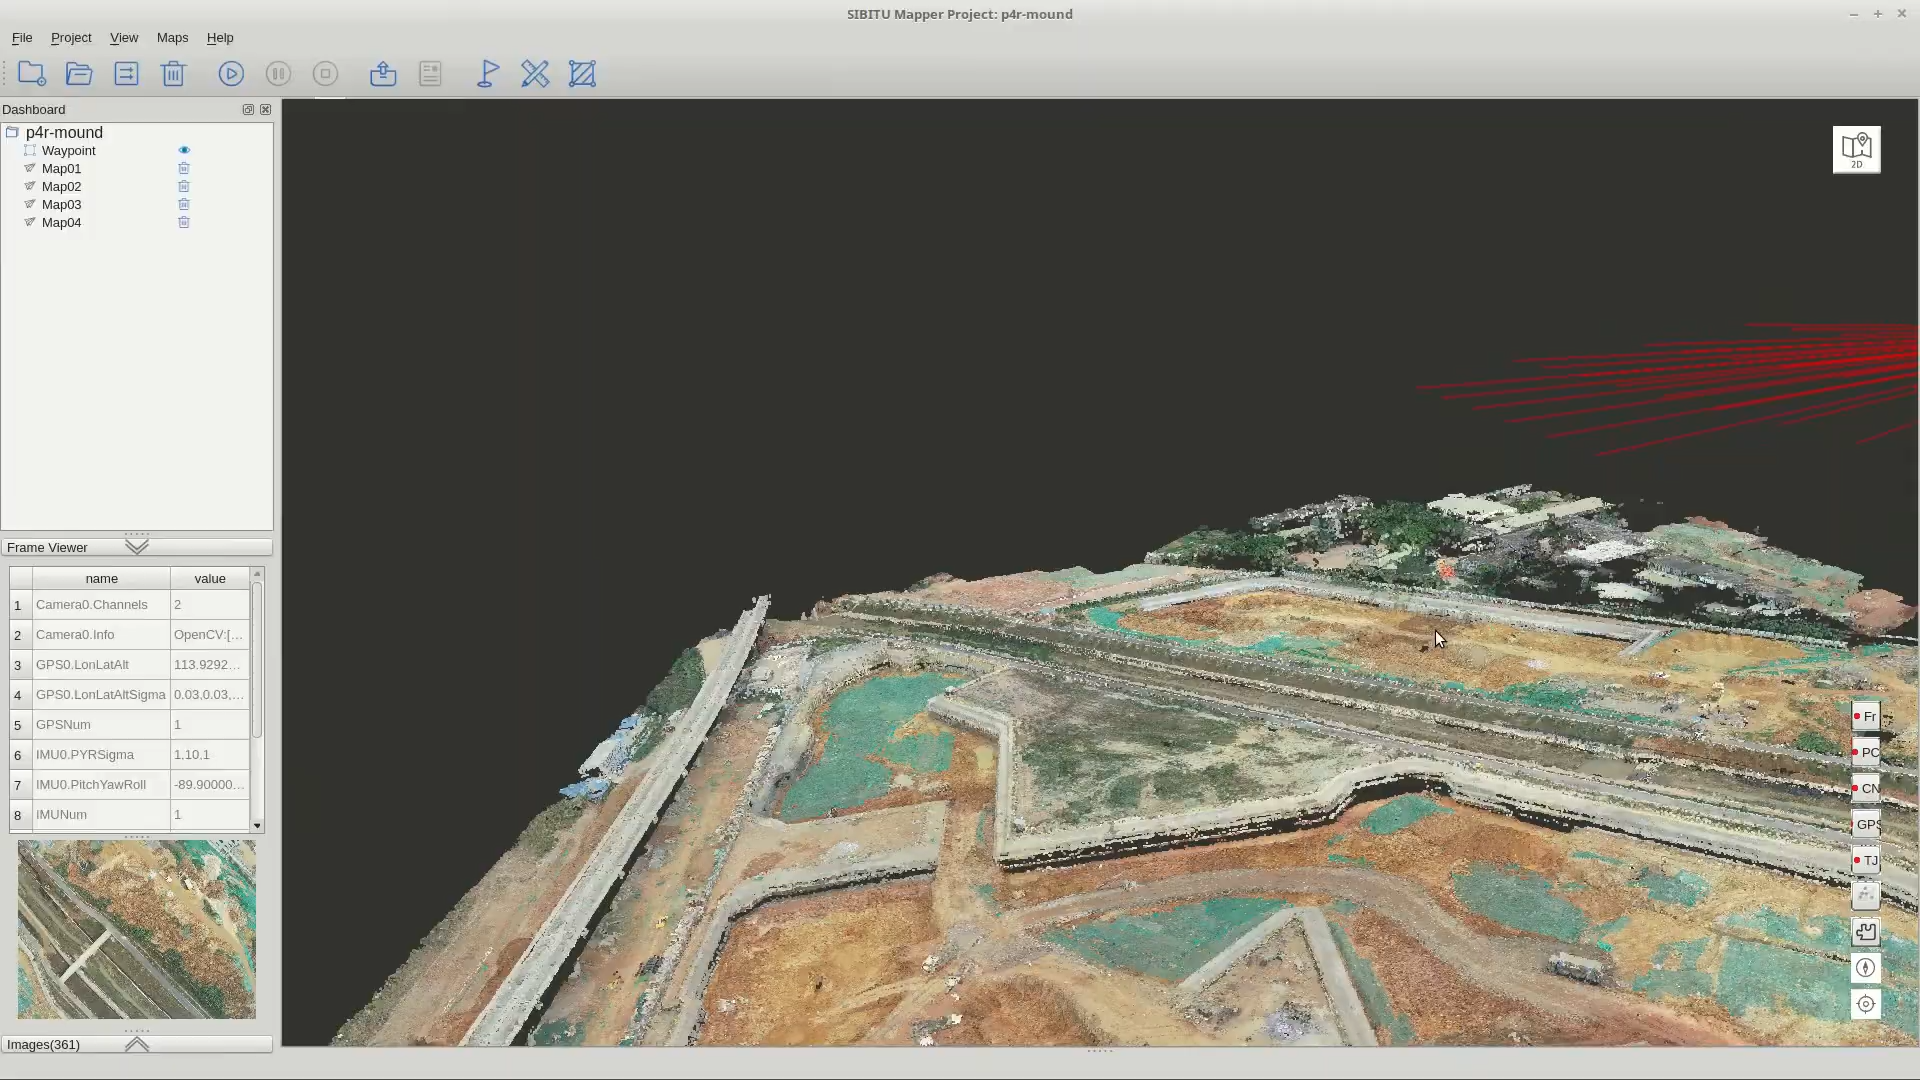 SIBITU Mapper Project: p4r-mound
File Project View Maps Help
Dashboard
p4r-mound
Waypoint
Map01
Map02
Map03
Map04
2D
Frame Viewer
name value
1 Camera0.Channels 2
2 Camera0.Info OpenCV:[...
3 GPS0.LonLatAlt 113.9292...
4 GPS0.LonLatAltSigma 0.03,0.03,...
5 GPSNum 1
6 IMU0.PYRSigma 1,10,1
7 IMU0.PitchYawRoll -89.90000...
8 IMUNum 1
Fr
PC
CN
GPS
TJ
Images(361)